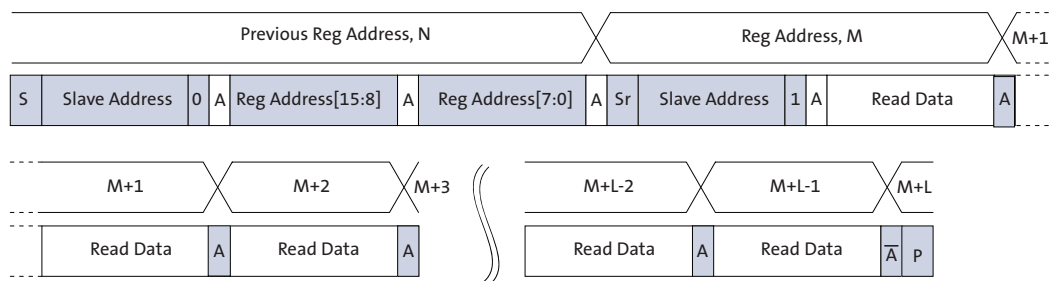 Previous Reg Address, N Reg Address, M M+1
S Slave Address 0 A Reg Address[15:8] A Reg Address[7:0] A Sr Slave Address 1 A Read Data A
M+1 M+2 M+3 M+L-2 M+L-1 M+L
Read Data A Read Data A Read Data A Read Data A̅ P